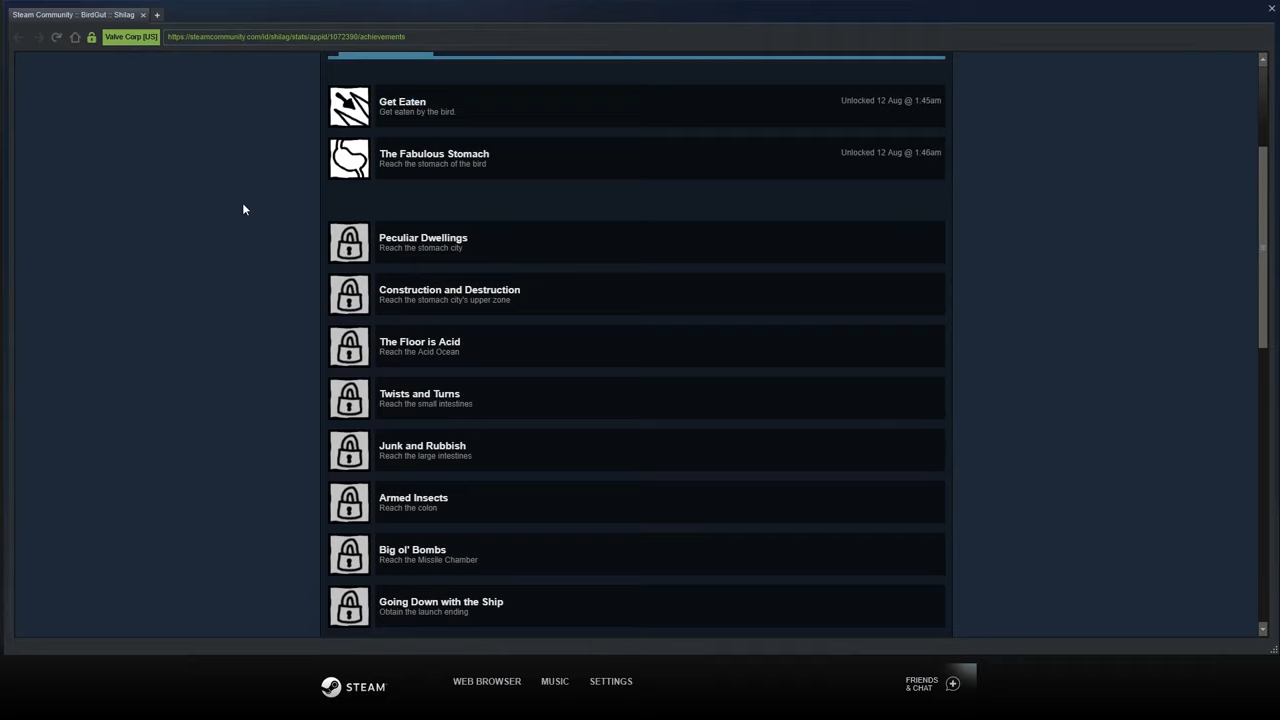 Steam Community :: BirdGut :: Shilag
Valve Corp [US]
https://steamcommunity.com/id/shilag/stats/appid/1072390/achievements
Get Eaten
Unlocked 12 Aug @ 1:45am
Get eaten by the bird.
The Fabulous Stomach
Unlocked 12 Aug @ 1:46am
Reach the stomach of the bird
Peculiar Dwellings
Reach the stomach city
Construction and Destruction
Reach the stomach city's upper zone
The Floor is Acid
Reach the Acid Ocean
Twists and Turns
Reach the small intestines
Junk and Rubbish
Reach the large intestines
Armed Insects
Reach the colon
Big ol' Bombs
Reach the Missile Chamber
Going Down with the Ship
Obtain the launch ending
STEAM
WEB BROWSER
MUSIC
SETTINGS
FRIENDS
& CHAT